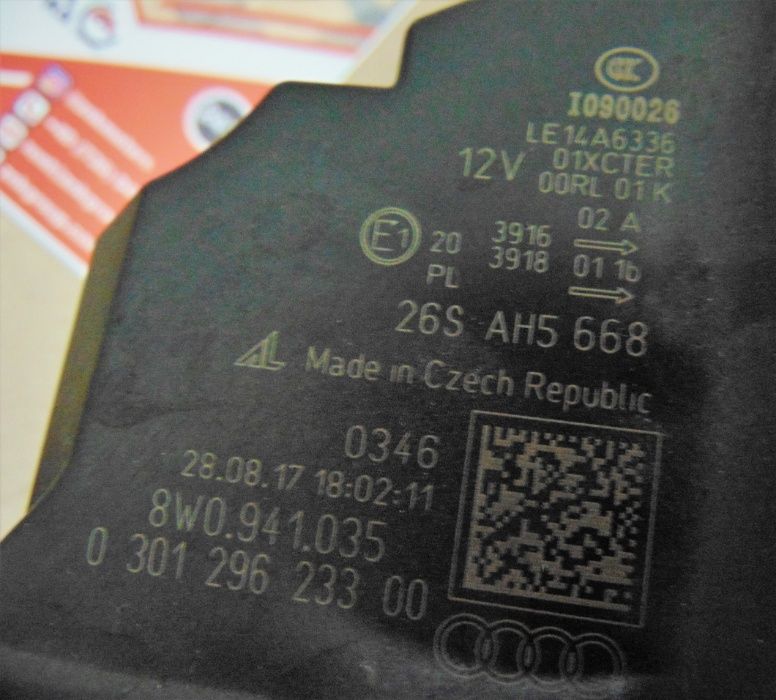 I090026
LE14A6336
12V 01XCTER
00RL 01K
02 A
E1 20 3916
PL 3918 01 1b
26S AH5 668
AL Made in Czech Republic
0346
28.08.17 18:02:11
8W0.941.035
0 301 296 233 00